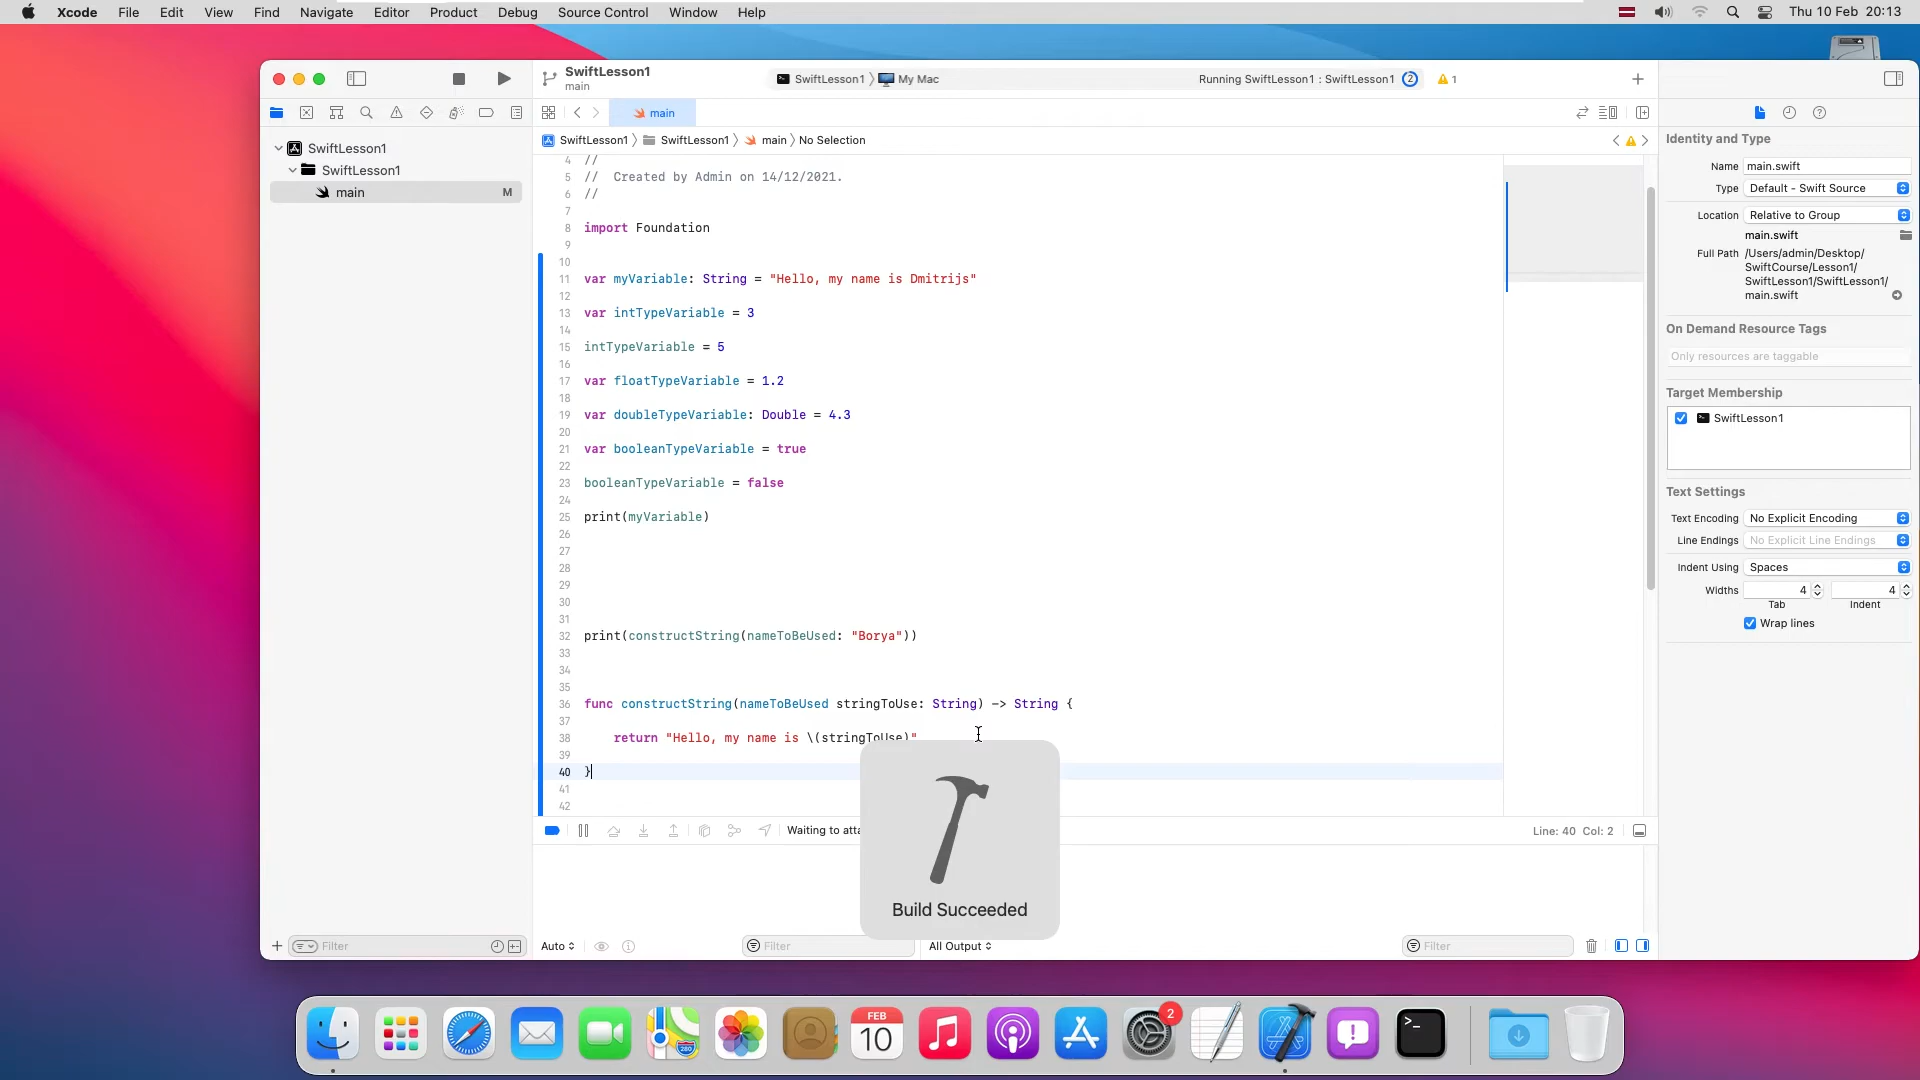 Xcode File Edit View Find Navigate Editor Product Debug Source Control Window Help
Thu 10 Feb 20:13
SwiftLesson1
main
SwiftLesson1 My Mac
Running SwiftLesson1 : SwiftLesson1 2
1
main
SwiftLesson1 SwiftLesson1 main No Selection
SwiftLesson1
SwiftLesson1
main M
4 //
5 // Created by Admin on 14/12/2021.
6 //
7
8 import Foundation
9
10
11 var myVariable: String = "Hello, my name is Dmitrijs"
12
13 var intTypeVariable = 3
14
15 intTypeVariable = 5
16
17 var floatTypeVariable = 1.2
18
19 var doubleTypeVariable: Double = 4.3
20
21 var booleanTypeVariable = true
22
23 booleanTypeVariable = false
24
25 print(myVariable)
26
27
28
29
30
31
32 print(constructString(nameToBeUsed: "Borya"))
33
34
35
36 func constructString(nameToBeUsed stringToUse: String) -> String {
37
38 return "Hello, my name is \(stringToUse)"
39
40 }
41
42
Waiting to atta
Line: 40 Col: 2
Build Succeeded
Filter
Auto
Filter
All Output
Filter
Identity and Type
Name main.swift
Type Default - Swift Source
Location Relative to Group
main.swift
Full Path /Users/admin/Desktop/
SwiftCourse/Lesson1/
SwiftLesson1/SwiftLesson1/
main.swift
On Demand Resource Tags
Only resources are taggable
Target Membership
SwiftLesson1
Text Settings
Text Encoding No Explicit Encoding
Line Endings No Explicit Line Endings
Indent Using Spaces
Widths 4 4
Tab Indent
Wrap lines
280
FEB
10
2